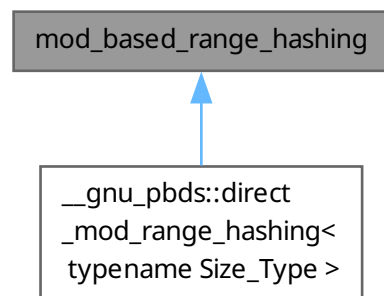 mod_based_range_hashing
__gnu_pbds::direct
_mod_range_hashing<
typename Size_Type >